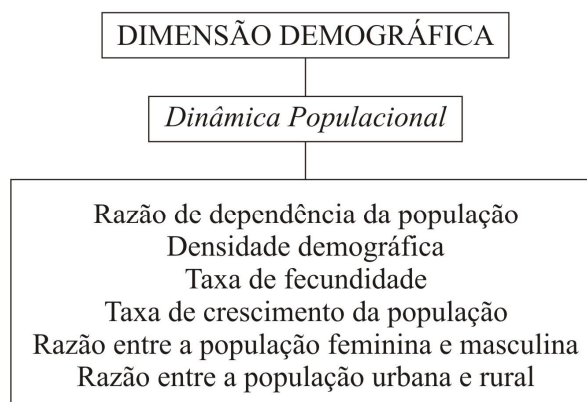 DIMENSÃO DEMOGRÁFICA
Dinâmica Populacional
Razão de dependência da população
Densidade demográfica
Taxa de fecundidade
Taxa de crescimento da população
Razão entre a população feminina e masculina
Razão entre a população urbana e rural